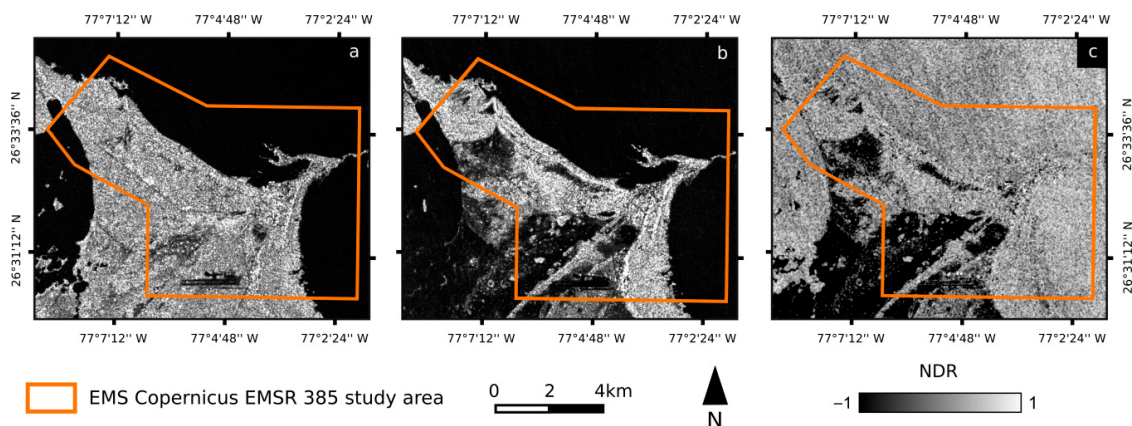 77°7'12'' W 77°4'48'' W 77°2'24'' W 77°7'12'' W 77°4'48'' W 77°2'24'' W 77°7'12'' W 77°4'48'' W 77°2'24'' W
a b c
26°33'36'' N 26°33'36'' N
26°31'12'' N 26°31'12'' N
77°7'12'' W 77°4'48'' W 77°2'24'' W 77°7'12'' W 77°4'48'' W 77°2'24'' W 77°7'12'' W 77°4'48'' W 77°2'24'' W
NDR
EMS Copernicus EMSR 385 study area
0 2 4km
−1 1
N